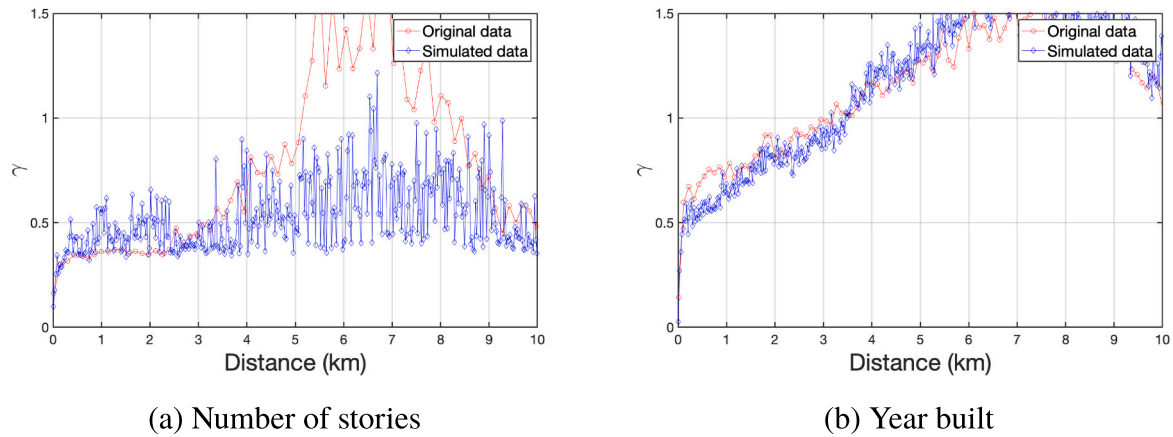 1.5
1
0.5
0
γ
0 1 2 3 4 5 6 7 8 9 10
Distance (km)
Original data
Simulated data
(a) Number of stories
1.5
1
0.5
0
γ
0 1 2 3 4 5 6 7 8 9 10
Distance (km)
Original data
Simulated data
(b) Year built